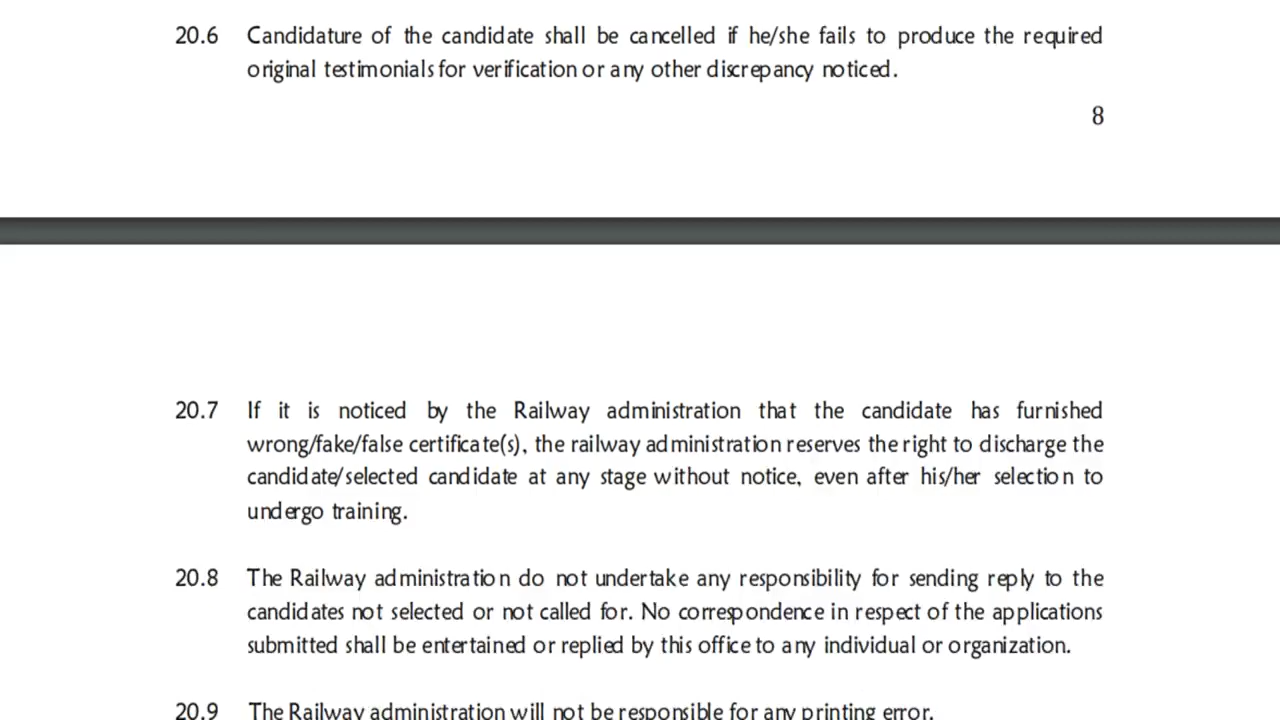 20.6 Candidature of the candidate shall be cancelled if he/she fails to produce the required
original testimonials for verification or any other discrepancy noticed.
8
20.7 If it is noticed by the Railway administration that the candidate has furnished
wrong/fake/false certificate(s), the railway administration reserves the right to discharge the
candidate/selected candidate at any stage without notice, even after his/her selection to
undergo training.
20.8 The Railway administration do not undertake any responsibility for sending reply to the
candidates not selected or not called for. No correspondence in respect of the applications
submitted shall be entertained or replied by this office to any individual or organization.
20.9 The Railway administration will not be responsible for any printing error.